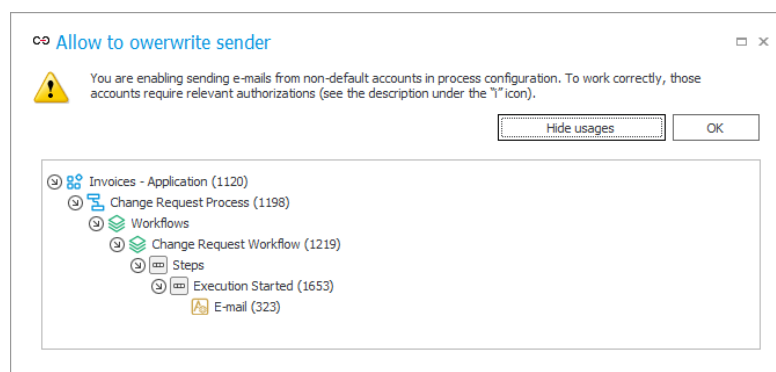 Allow to owerwrite sender
You are enabling sending e-mails from non-default accounts in process configuration. To work correctly, those
accounts require relevant authorizations (see the description under the "i" icon).
Hide usages
OK
Invoices - Application (1120)
Change Request Process (1198)
Workflows
Change Request Workflow (1219)
Steps
Execution Started (1653)
E-mail (323)